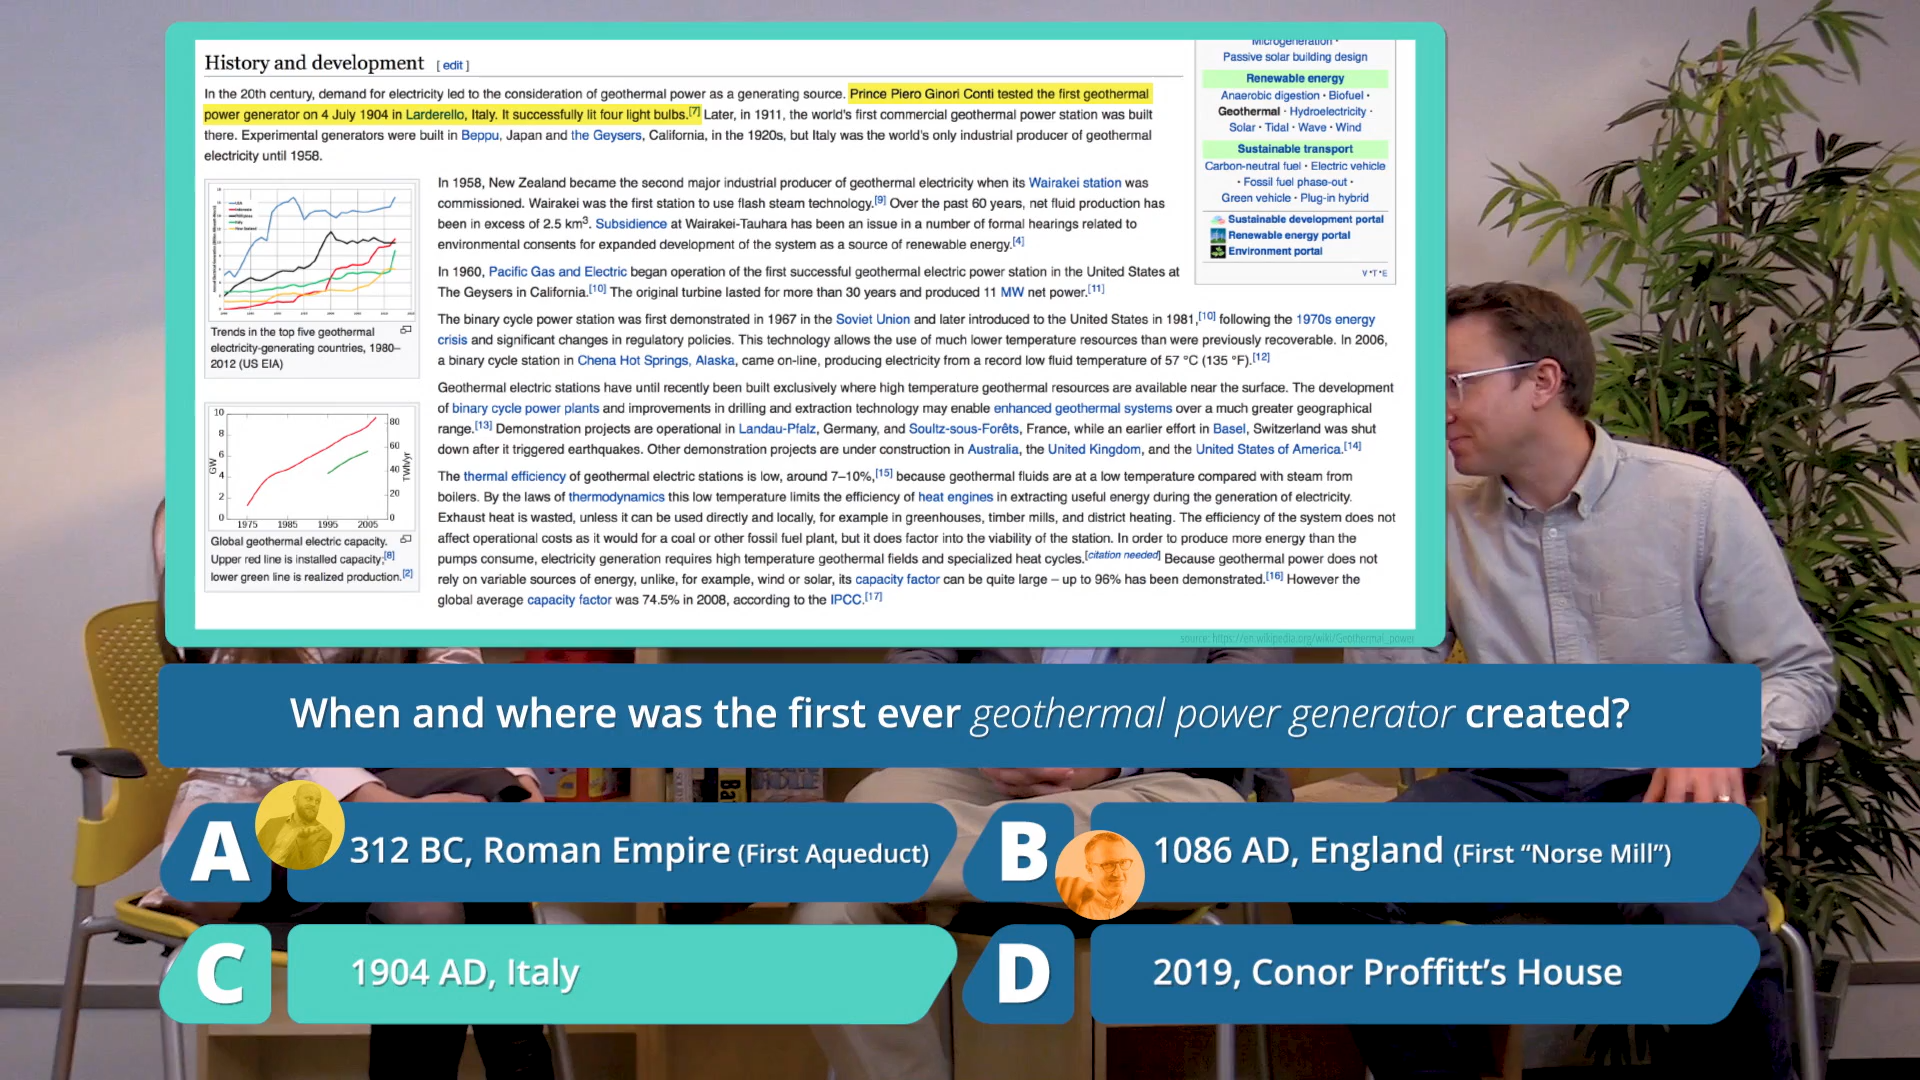 History and development [ edit ]
In the 20th century, demand for electricity led to the consideration of geothermal power as a generating source. Prince Piero Ginori Conti tested the first geothermal
power generator on 4 July 1904 in Larderello, Italy. It successfully lit four light bulbs.[7] Later, in 1911, the world's first commercial geothermal power station was built
there. Experimental generators were built in Beppu, Japan and the Geysers, California, in the 1920s, but Italy was the world's only industrial producer of geothermal
electricity until 1958.
In 1958, New Zealand became the second major industrial producer of geothermal electricity when its Wairakei station was
commissioned. Wairakei was the first station to use flash steam technology.[9] Over the past 60 years, net fluid production has
been in excess of 2.5 km3. Subsidience at Wairakei-Tauhara has been an issue in a number of formal hearings related to
environmental consents for expanded development of the system as a source of renewable energy.[4]
In 1960, Pacific Gas and Electric began operation of the first successful geothermal electric power station in the United States at
The Geysers in California.[10] The original turbine lasted for more than 30 years and produced 11 MW net power.[11]
The binary cycle power station was first demonstrated in 1967 in the Soviet Union and later introduced to the United States in 1981,[10] following the 1970s energy
crisis and significant changes in regulatory policies. This technology allows the use of much lower temperature resources than were previously recoverable. In 2006,
a binary cycle station in Chena Hot Springs, Alaska, came on-line, producing electricity from a record low fluid temperature of 57 °C (135 °F).[12]
Geothermal electric stations have until recently been built exclusively where high temperature geothermal resources are available near the surface. The development
of binary cycle power plants and improvements in drilling and extraction technology may enable enhanced geothermal systems over a much greater geographical
range.[13] Demonstration projects are operational in Landau-Pfalz, Germany, and Soultz-sous-Forêts, France, while an earlier effort in Basel, Switzerland was shut
down after it triggered earthquakes. Other demonstration projects are under construction in Australia, the United Kingdom, and the United States of America.[14]
The thermal efficiency of geothermal electric stations is low, around 7–10%,[15] because geothermal fluids are at a low temperature compared with steam from
boilers. By the laws of thermodynamics this low temperature limits the efficiency of heat engines in extracting useful energy during the generation of electricity.
Exhaust heat is wasted, unless it can be used directly and locally, for example in greenhouses, timber mills, and district heating. The efficiency of the system does not
affect operational costs as it would for a coal or other fossil fuel plant, but it does factor into the viability of the station. In order to produce more energy than the
pumps consume, electricity generation requires high temperature geothermal fields and specialized heat cycles.[citation needed] Because geothermal power does not
rely on variable sources of energy, unlike, for example, wind or solar, its capacity factor can be quite large – up to 96% has been demonstrated.[16] However the
global average capacity factor was 74.5% in 2008, according to the IPCC.[17]
Trends in the top five geothermal
electricity-generating countries, 1980–
2012 (US EIA)
10
8
6
4
2
0
GW
80
60
40
20
0
TWh/yr
1975 1985 1995 2005
Global geothermal electric capacity.
Upper red line is installed capacity;[8]
lower green line is realized production.[2]
Microgeneration ·
Passive solar building design
Renewable energy
Anaerobic digestion · Biofuel ·
Geothermal · Hydroelectricity ·
Solar · Tidal · Wave · Wind
Sustainable transport
Carbon-neutral fuel · Electric vehicle
· Fossil fuel phase-out ·
Green vehicle · Plug-in hybrid
Sustainable development portal
Renewable energy portal
Environment portal
V · T · E
source: https://en.wikipedia.org/wiki/Geothermal_power
When and where was the first ever geothermal power generator created?
A 312 BC, Roman Empire (First Aqueduct)
B 1086 AD, England (First “Norse Mill”)
C 1904 AD, Italy
D 2019, Conor Proffitt’s House